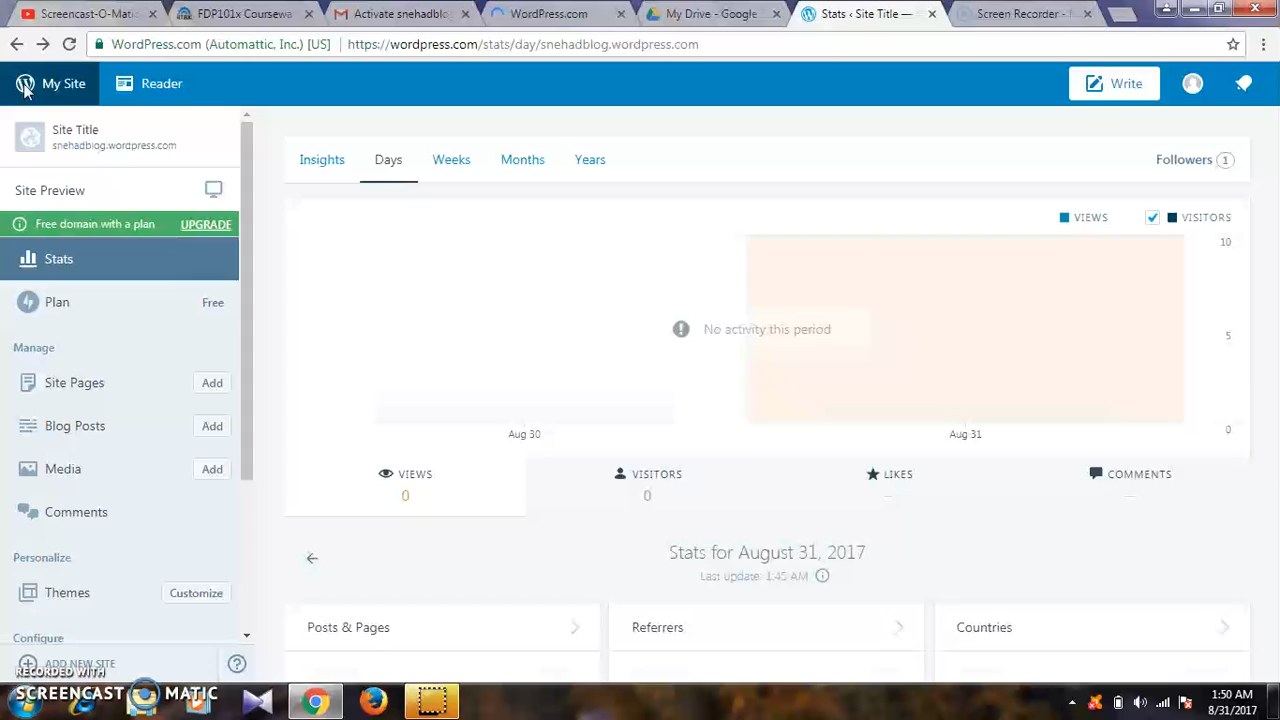 Screencast-O-Matic
FDP101x Coursewa
Activate snehadblog
WordPress.com
My Drive - Google
Stats ‹ Site Title —
Screen Recorder -
WordPress.com (Automattic, Inc.) [US]
https://wordpress.com/stats/day/snehadblog.wordpress.com
My Site
Reader
Write
Site Title
snehadblog.wordpress.com
Site Preview
Free domain with a plan
UPGRADE
Stats
Plan
Free
Manage
Site Pages
Add
Blog Posts
Add
Media
Add
Comments
Personalize
Themes
Customize
Configure
ADD NEW SITE
Insights
Days
Weeks
Months
Years
Followers 1
VIEWS
VISITORS
10
No activity this period
5
0
Aug 30
Aug 31
VIEWS
0
VISITORS
0
LIKES
—
COMMENTS
—
Stats for August 31, 2017
Last update: 1:45 AM
Posts & Pages
Referrers
Countries
RECORDED WITH
SCREENCAST MATIC
1:50 AM
8/31/2017